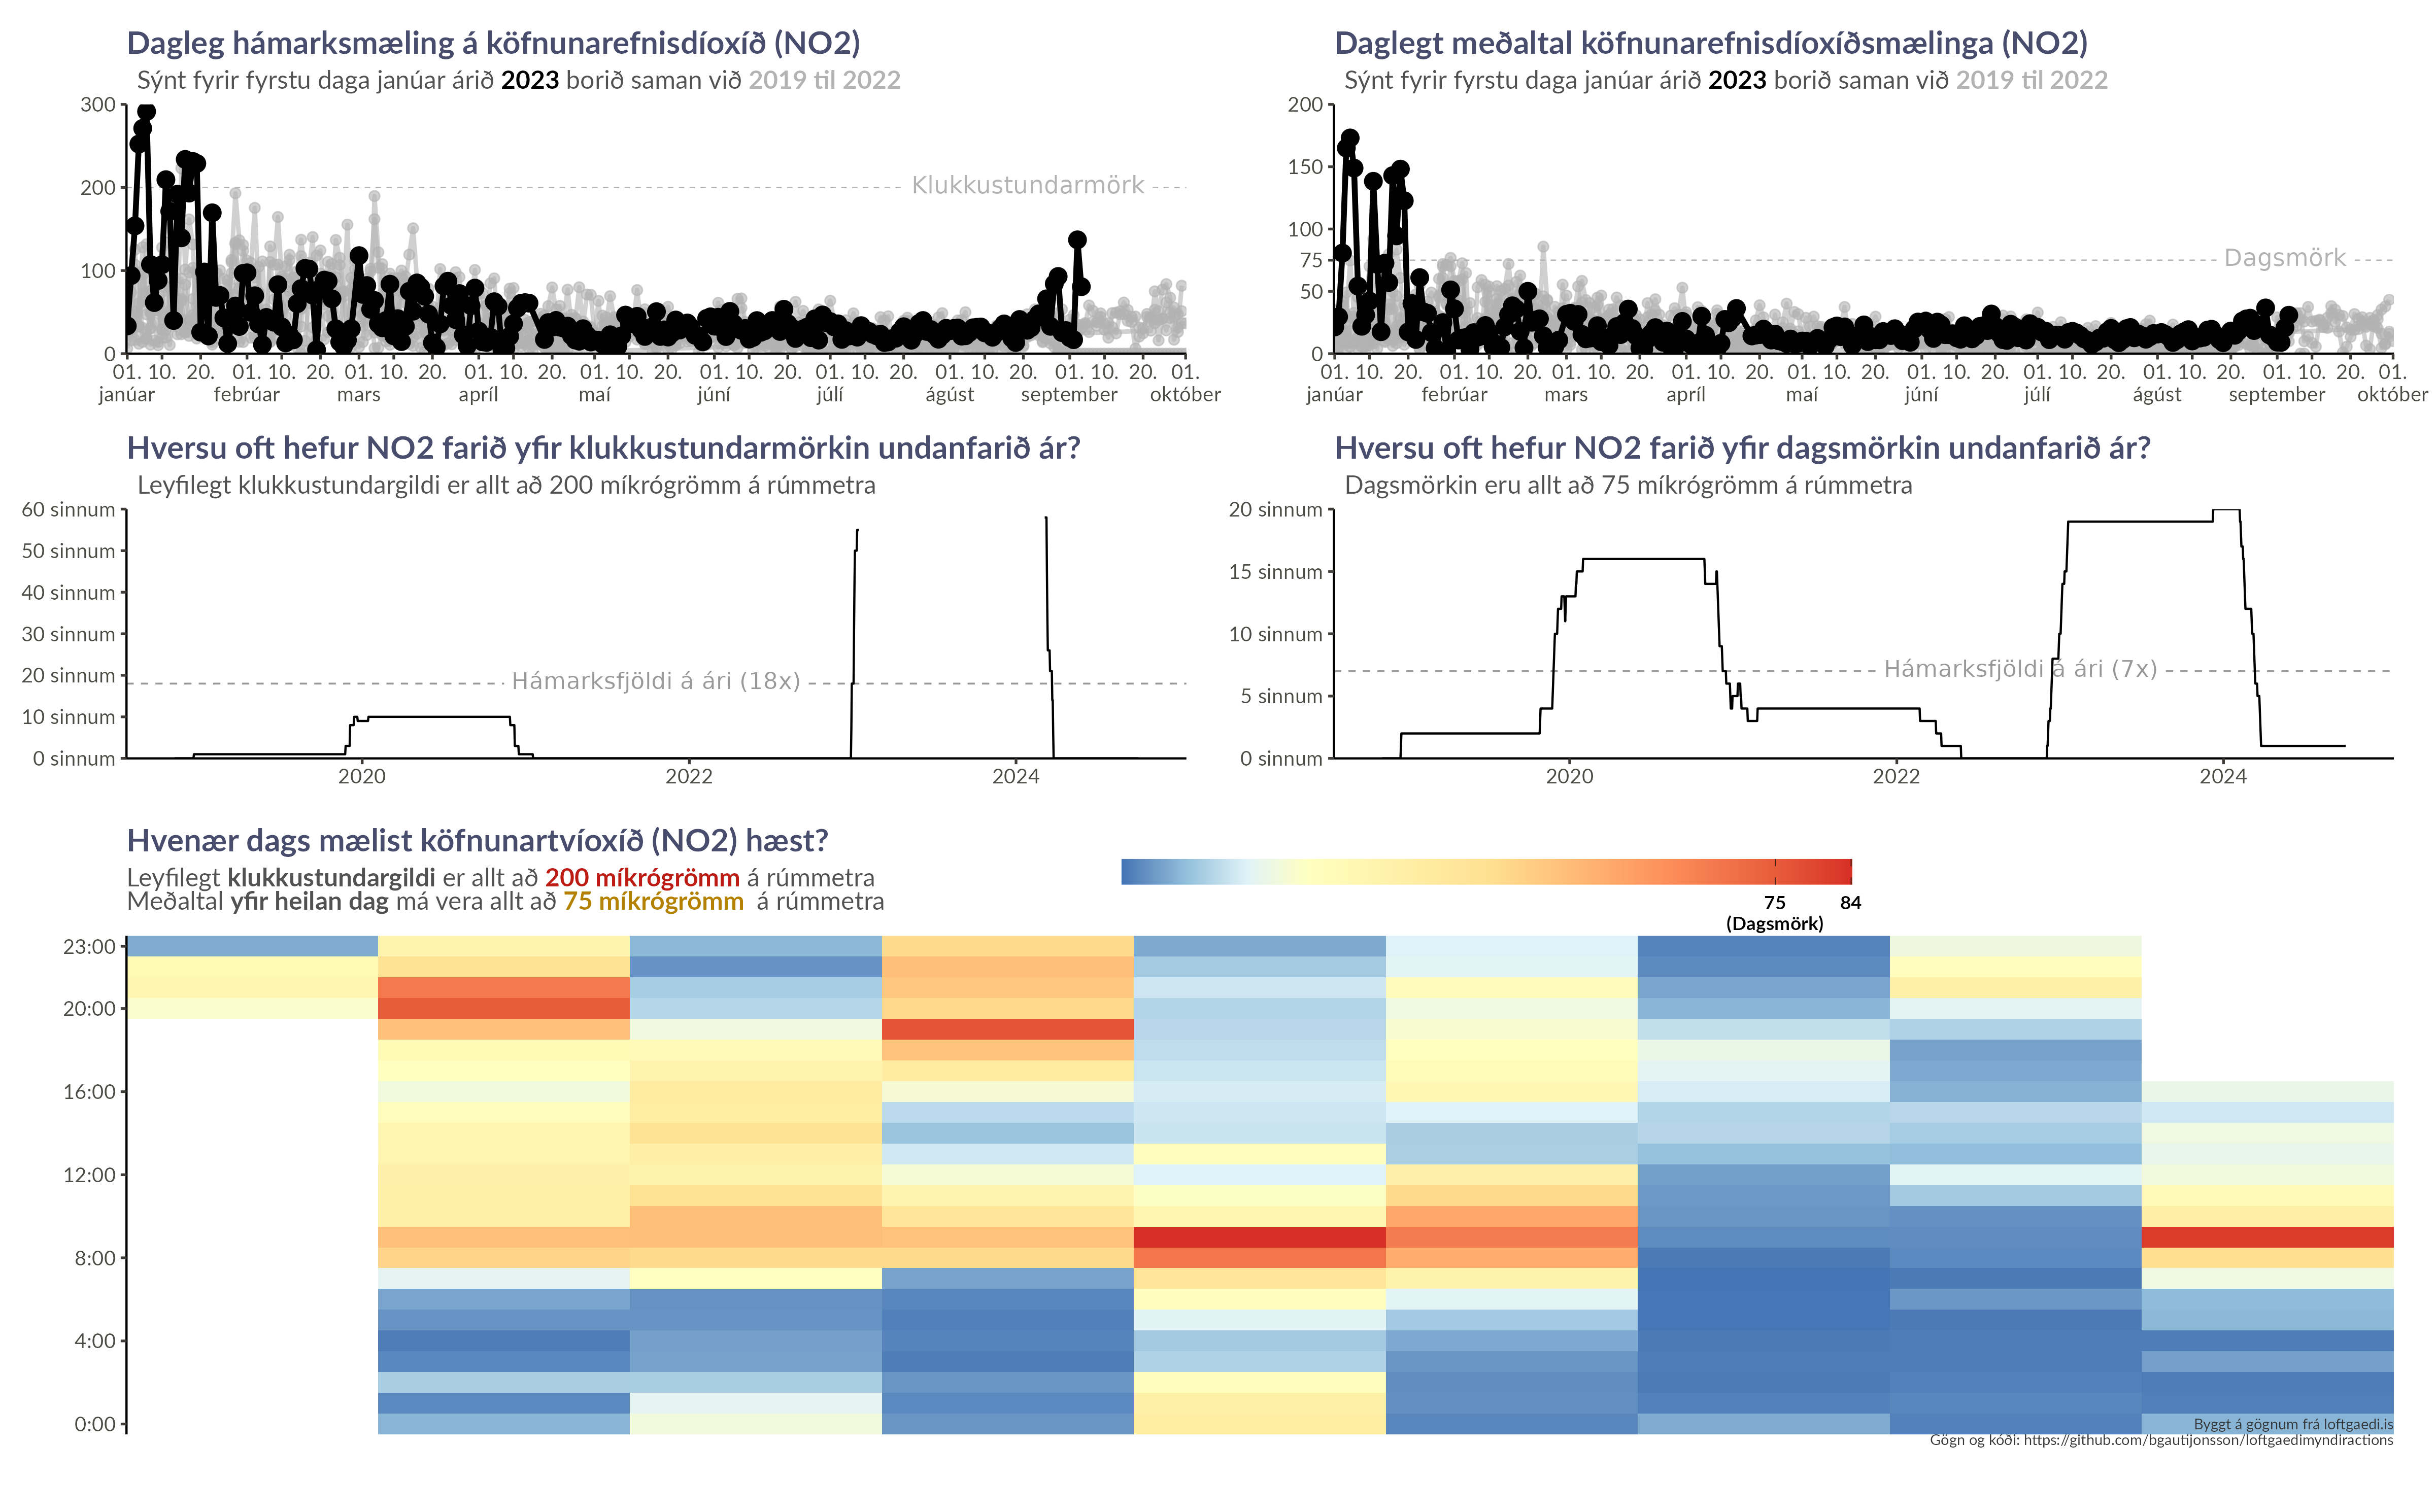 Dagleg hámarksmæling á köfnunarefnisdíoxíð (NO2)
Sýnt fyrir fyrstu daga janúar árið 2023 borið saman við 2019 til 2022
300
200
100
0
Klukkustundarmörk
01. 10. 20. 01. 10. 20. 01. 10. 20. 01. 10. 20. 01. 10. 20. 01. 10. 20. 01. 10. 20. 01. 10. 20. 01. 10. 20. 01.
janúar febrúar mars apríl maí júní júlí ágúst september október
Daglegt meðaltal köfnunarefnisdíoxíðsmælinga (NO2)
Sýnt fyrir fyrstu daga janúar árið 2023 borið saman við 2019 til 2022
200
150
100
75
50
0
Dagsmörk
01. 10. 20. 01. 10. 20. 01. 10. 20. 01. 10. 20. 01. 10. 20. 01. 10. 20. 01. 10. 20. 01. 10. 20. 01. 10. 20. 01.
janúar febrúar mars apríl maí júní júlí ágúst september október
Hversu oft hefur NO2 farið yfir klukkustundarmörkin undanfarið ár?
Leyfilegt klukkustundargildi er allt að 200 míkrógrömm á rúmmetra
60 sinnum
50 sinnum
40 sinnum
30 sinnum
20 sinnum
10 sinnum
0 sinnum
Hámarksfjöldi á ári (18x)
2020 2022 2024
Hversu oft hefur NO2 farið yfir dagsmörkin undanfarið ár?
Dagsmörkin eru allt að 75 míkrógrömm á rúmmetra
20 sinnum
15 sinnum
10 sinnum
5 sinnum
0 sinnum
Hámarksfjöldi á ári (7x)
2020 2022 2024
Hvenær dags mælist köfnunartvíoxíð (NO2) hæst?
Leyfilegt klukkustundargildi er allt að 200 míkrógrömm á rúmmetra
Meðaltal yfir heilan dag má vera allt að 75 míkrógrömm á rúmmetra
75 84
(Dagsmörk)
23:00
20:00
16:00
12:00
8:00
4:00
0:00
Byggt á gögnum frá loftgaedi.is
Gögn og kóði: https://github.com/bgautijonsson/loftgaedimyndiractions